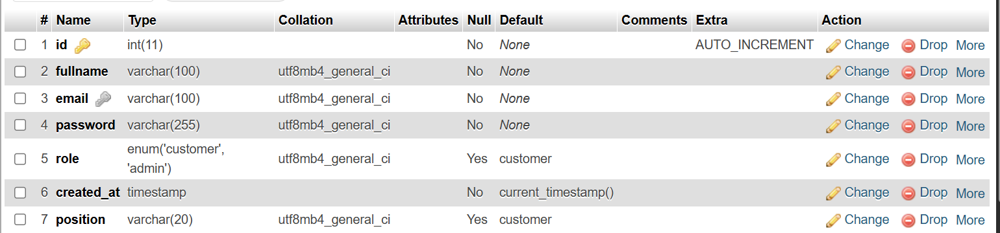 # Name Type Collation Attributes Null Default Comments Extra Action
1 id int(11) No None AUTO_INCREMENT Change Drop More
2 fullname varchar(100) utf8mb4_general_ci No None Change Drop More
3 email varchar(100) utf8mb4_general_ci No None Change Drop More
4 password varchar(255) utf8mb4_general_ci No None Change Drop More
5 role enum('customer', 'admin') utf8mb4_general_ci Yes customer Change Drop More
6 created_at timestamp No current_timestamp() Change Drop More
7 position varchar(20) utf8mb4_general_ci Yes customer Change Drop More